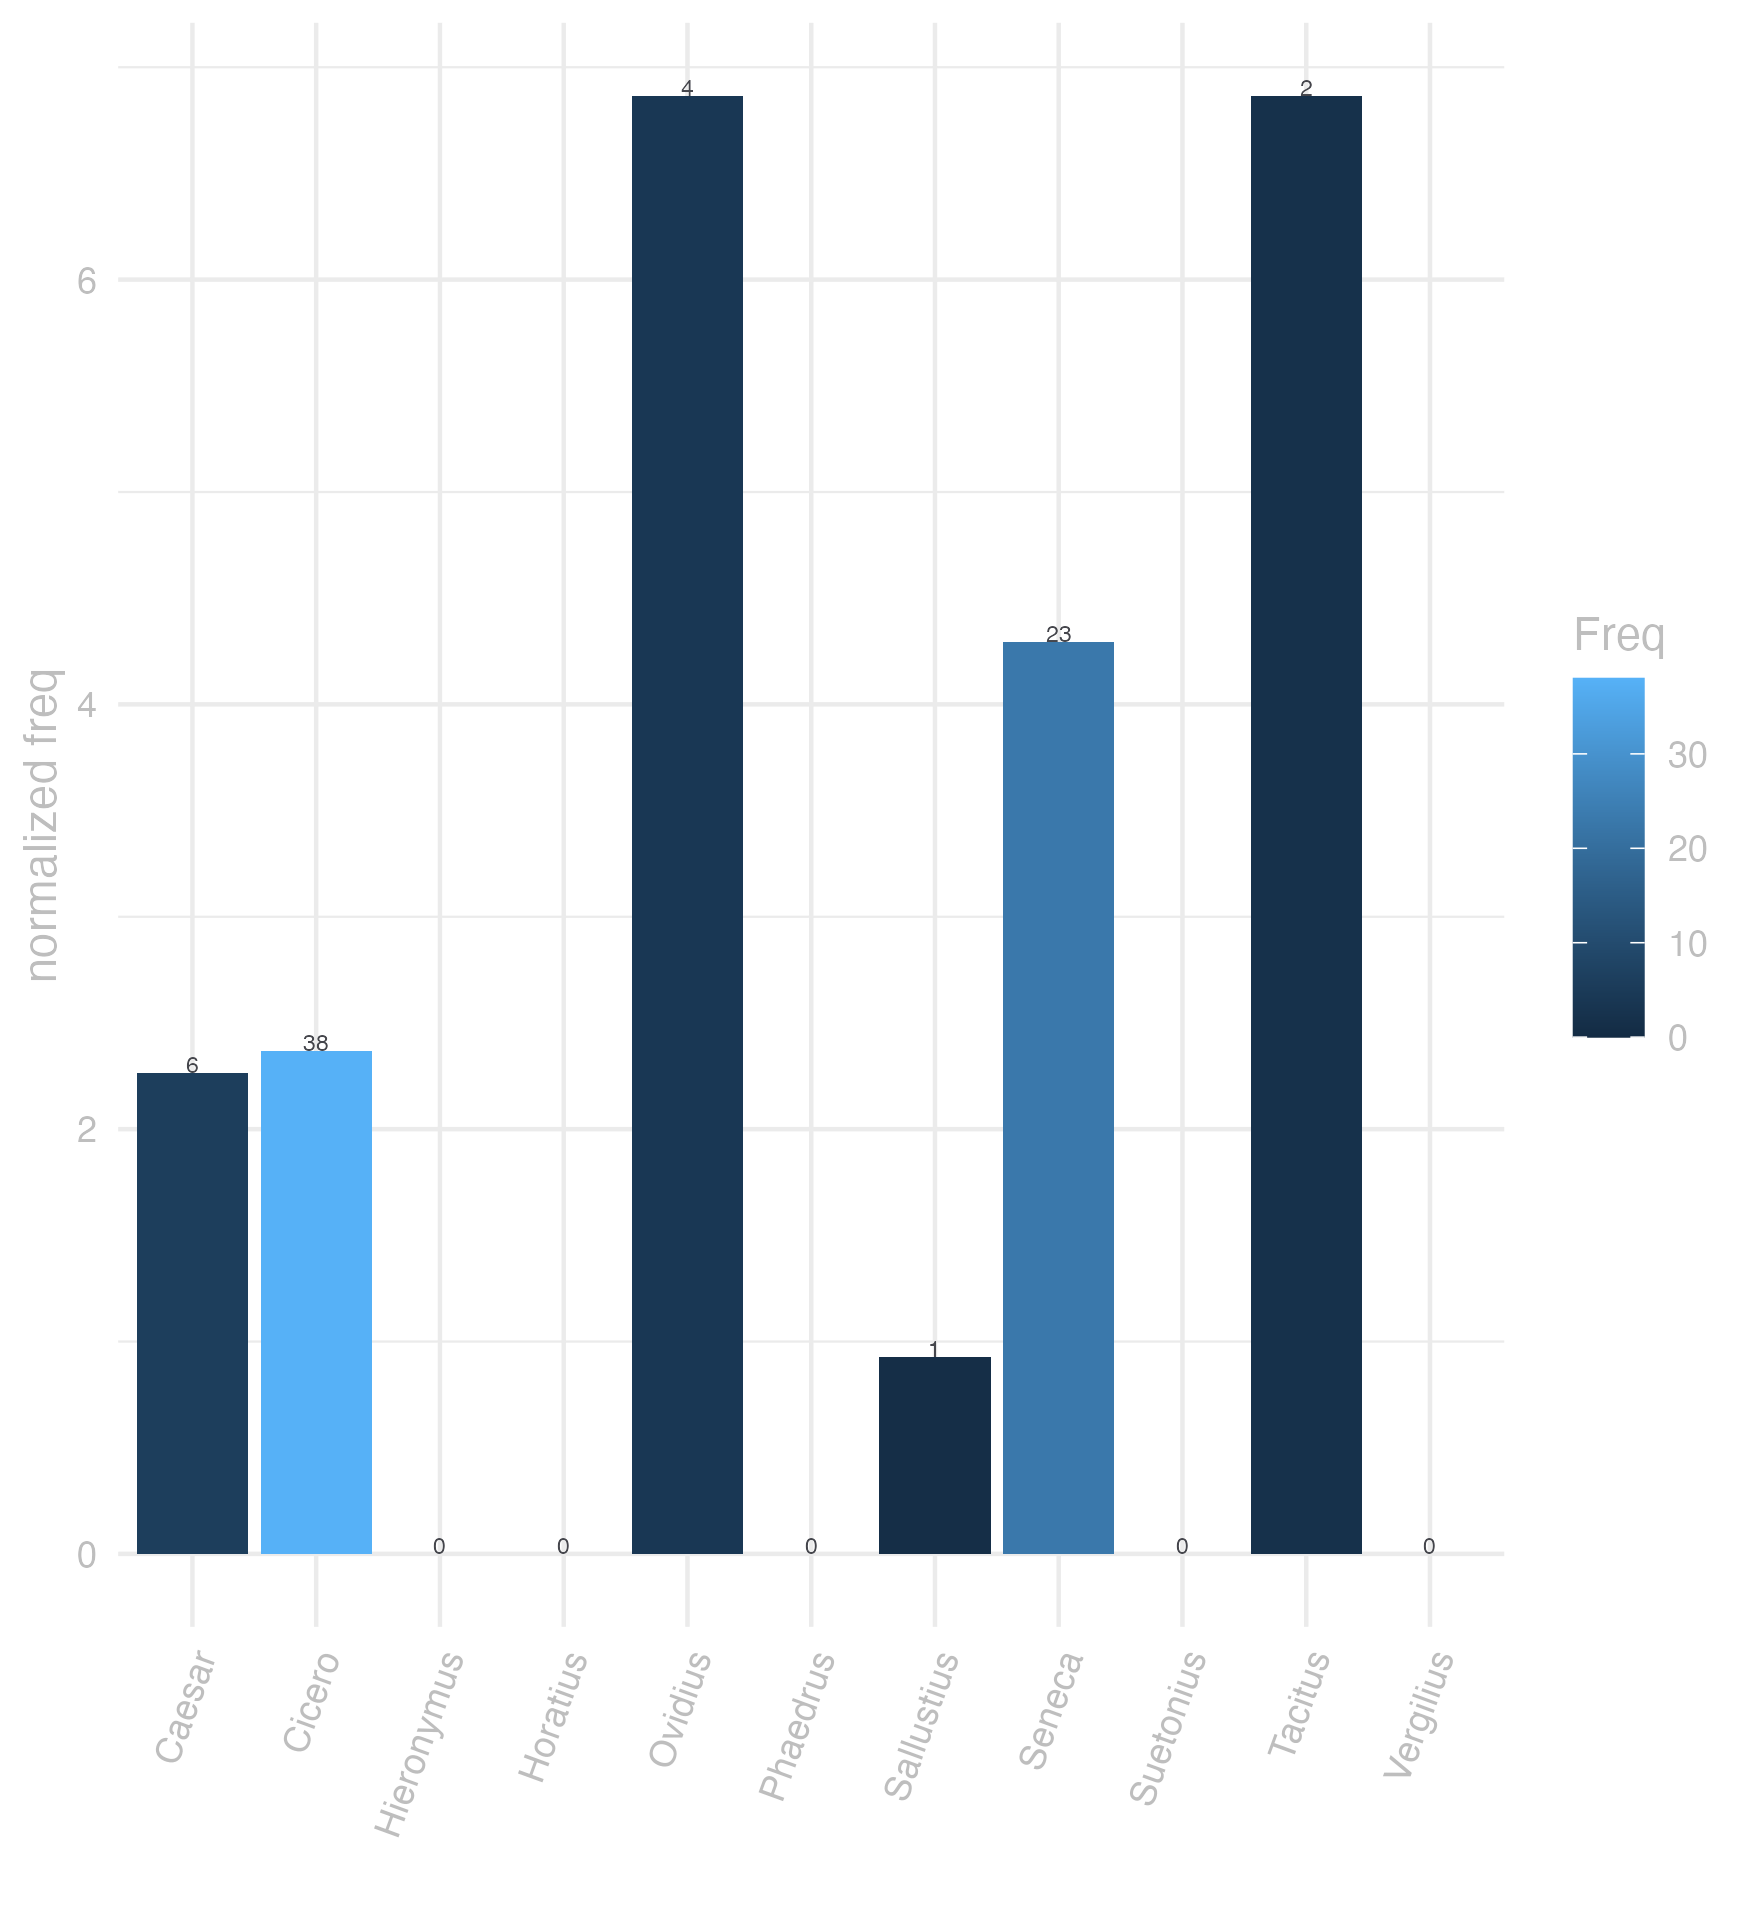 4
2
6
23
Freq
4
normalized freq
30
20
10
38
0
6
2
1
0
0
0
0
0
0
Caesar
Cicero
Hieronymus
Horatius
Ovidius
Phaedrus
Sallustius
Seneca
Suetonius
Tacitus
Vergilius